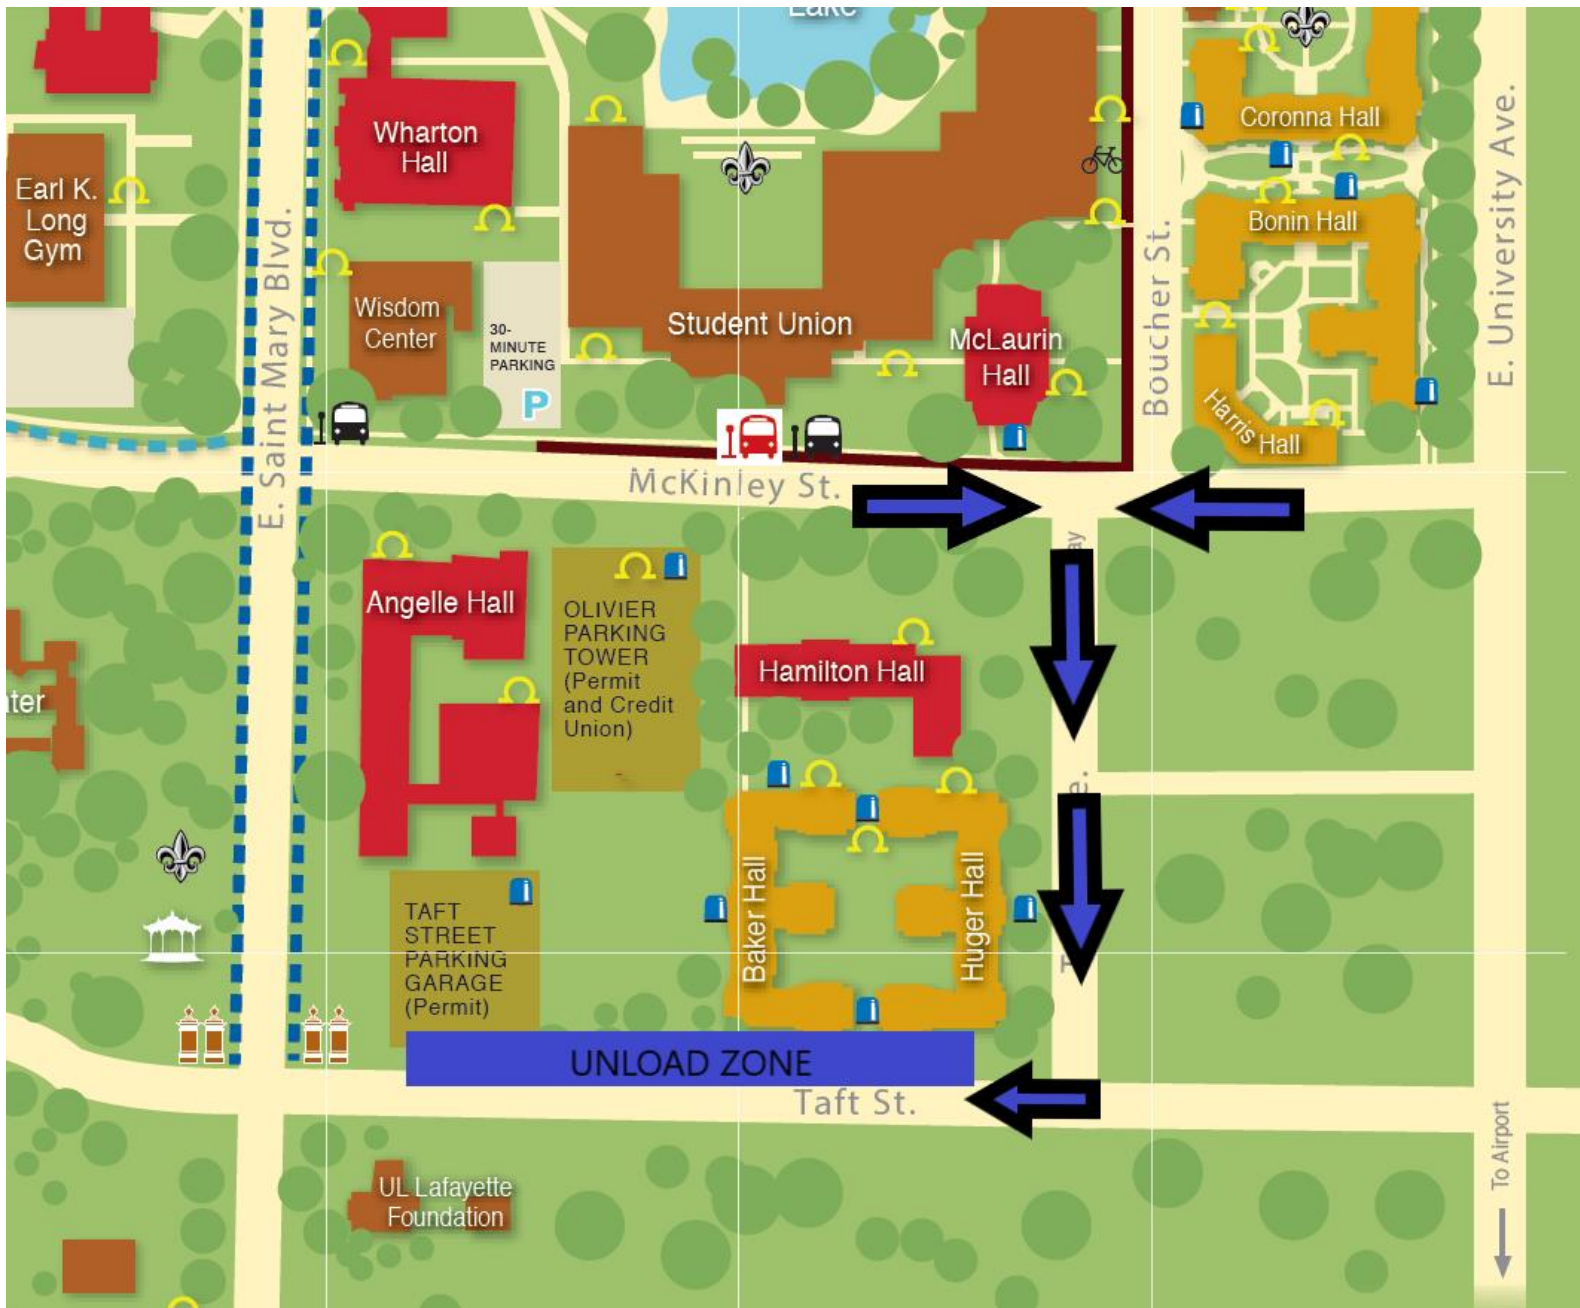 Lake
Wharton
Hall
Coronna Hall
Earl K.
Long
Gym
Bonin Hall
E. University Ave.
E. Saint Mary Blvd.
Boucher St.
Wisdom
Center
30-
MINUTE
PARKING
P
Student Union
McLaurin
Hall
Harris Hall
McKinley St.
Angelle Hall
OLIVIER
PARKING
TOWER
(Permit
and Credit
Union)
Hamilton Hall
Baker Hall
Huger Hall
TAFT
STREET
PARKING
GARAGE
(Permit)
UNLOAD ZONE
Taft St.
To Airport
UL Lafayette
Foundation